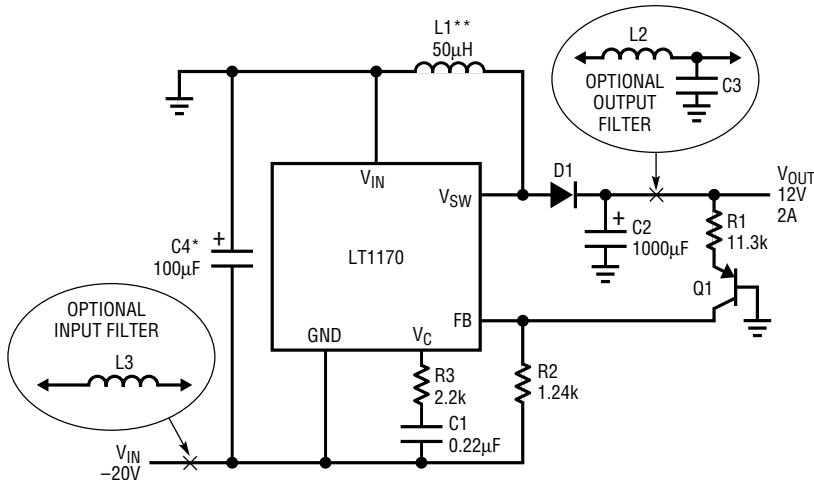 L1**
50µH
L2
C3
OPTIONAL
OUTPUT
FILTER
VIN
VSW
D1
VOUT
12V
2A
C4*
100µF
+
LT1170
+
C2
1000µF
R1
11.3k
Q1
OPTIONAL
INPUT FILTER
L3
GND
VC
FB
R3
2.2k
R2
1.24k
C1
0.22µF
VIN
–20V